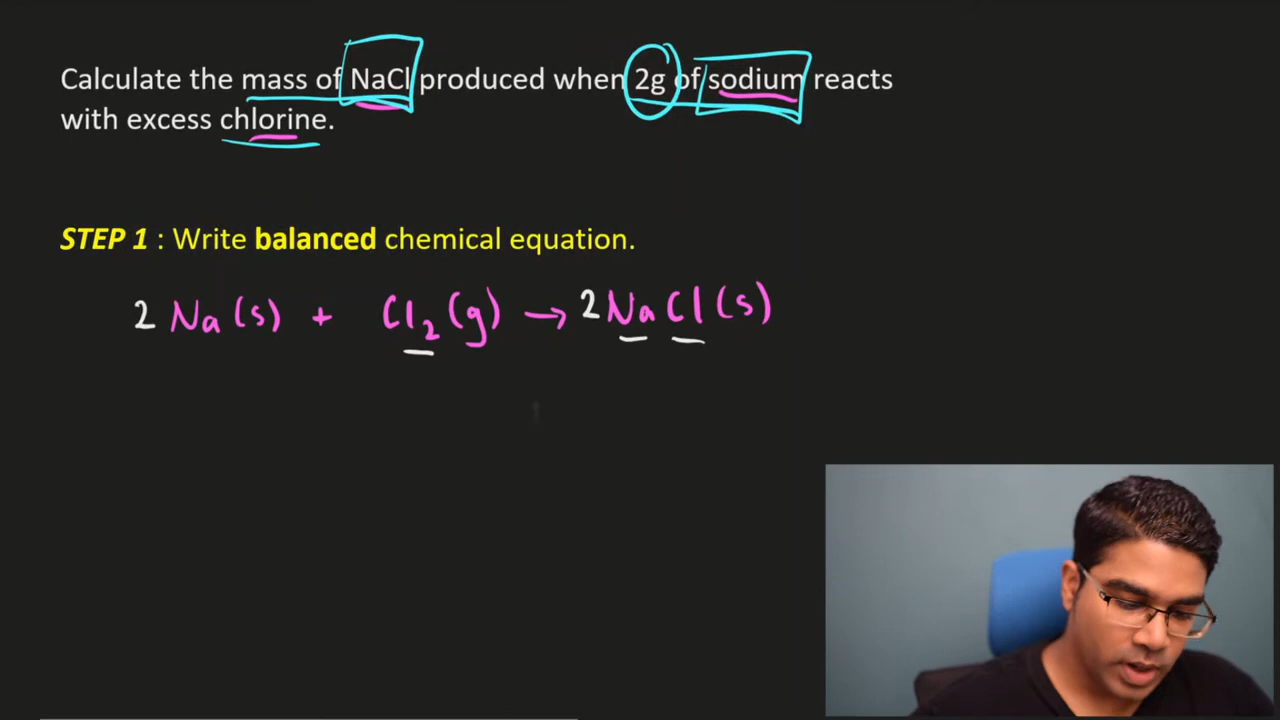 Calculate the mass of NaCl produced when 2g of sodium reacts
with excess chlorine.
STEP 1 : Write balanced chemical equation.
2 Na (s) + Cl₂ (g) → 2 NaCl (s)